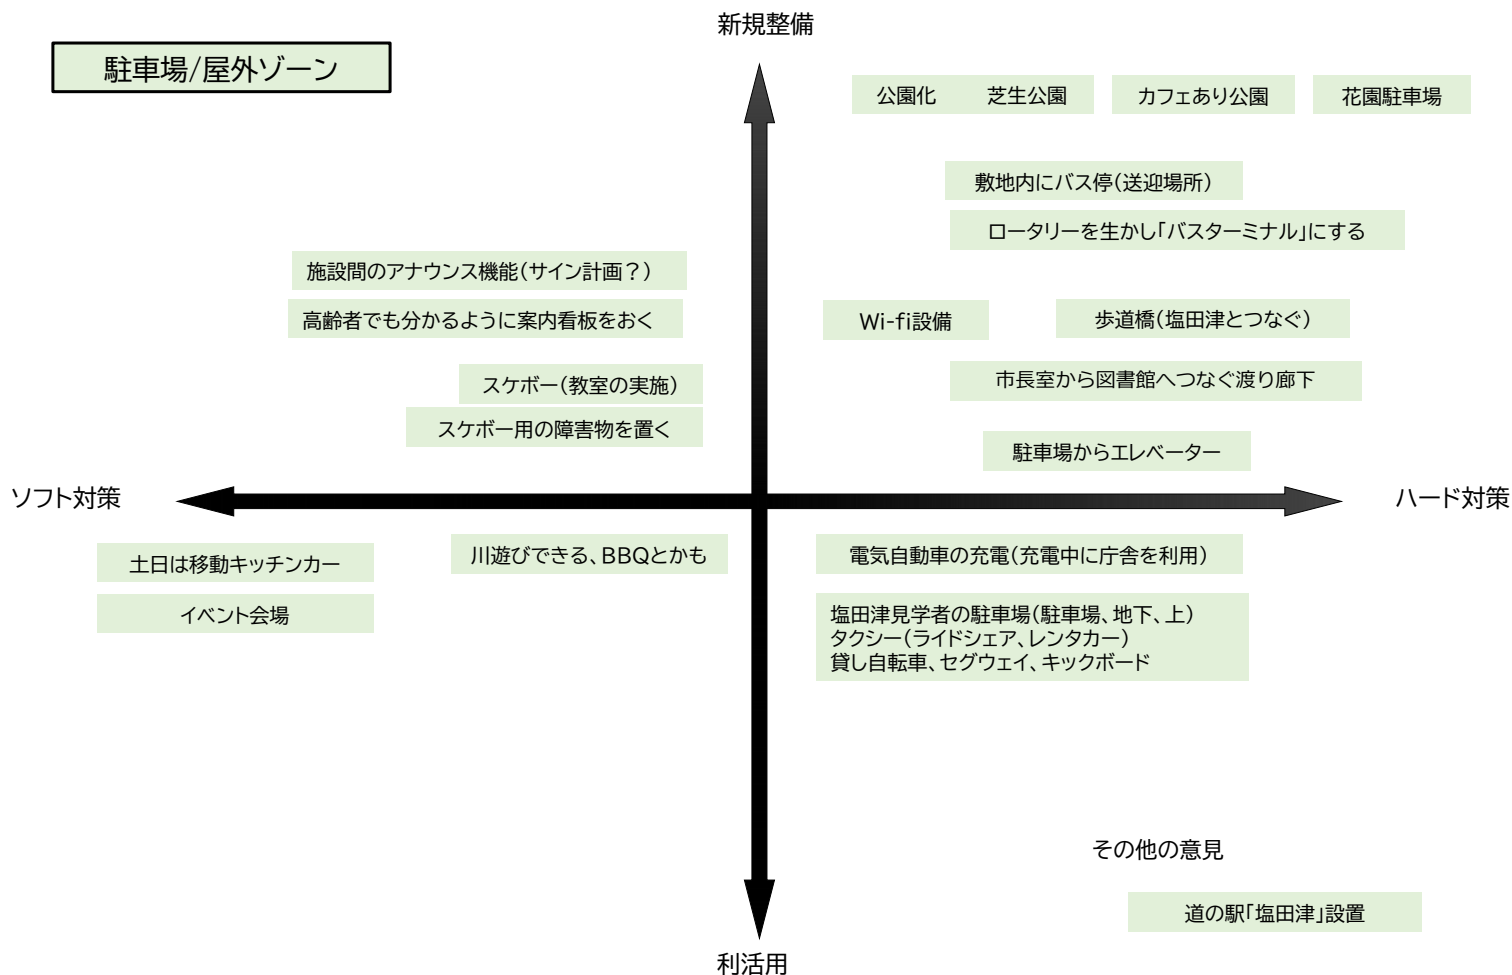 新規整備
駐車場/屋外ゾーン
公園化　芝生公園
カフェあり公園
花園駐車場
敷地内にバス停(送迎場所)
ロータリーを生かし「バスターミナル」にする
施設間のアナウンス機能(サイン計画？)
高齢者でも分かるように案内看板をおく
Wi-fi設備
歩道橋(塩田津とつなぐ)
スケボー(教室の実施)
スケボー用の障害物を置く
市長室から図書館へつなぐ渡り廊下
駐車場からエレベーター
ソフト対策
ハード対策
土日は移動キッチンカー
イベント会場
川遊びできる、BBQとかも
電気自動車の充電(充電中に庁舎を利用)
塩田津見学者の駐車場(駐車場、地下、上)
タクシー(ライドシェア、レンタカー)
貸し自転車、セグウェイ、キックボード
その他の意見
道の駅「塩田津」設置
利活用